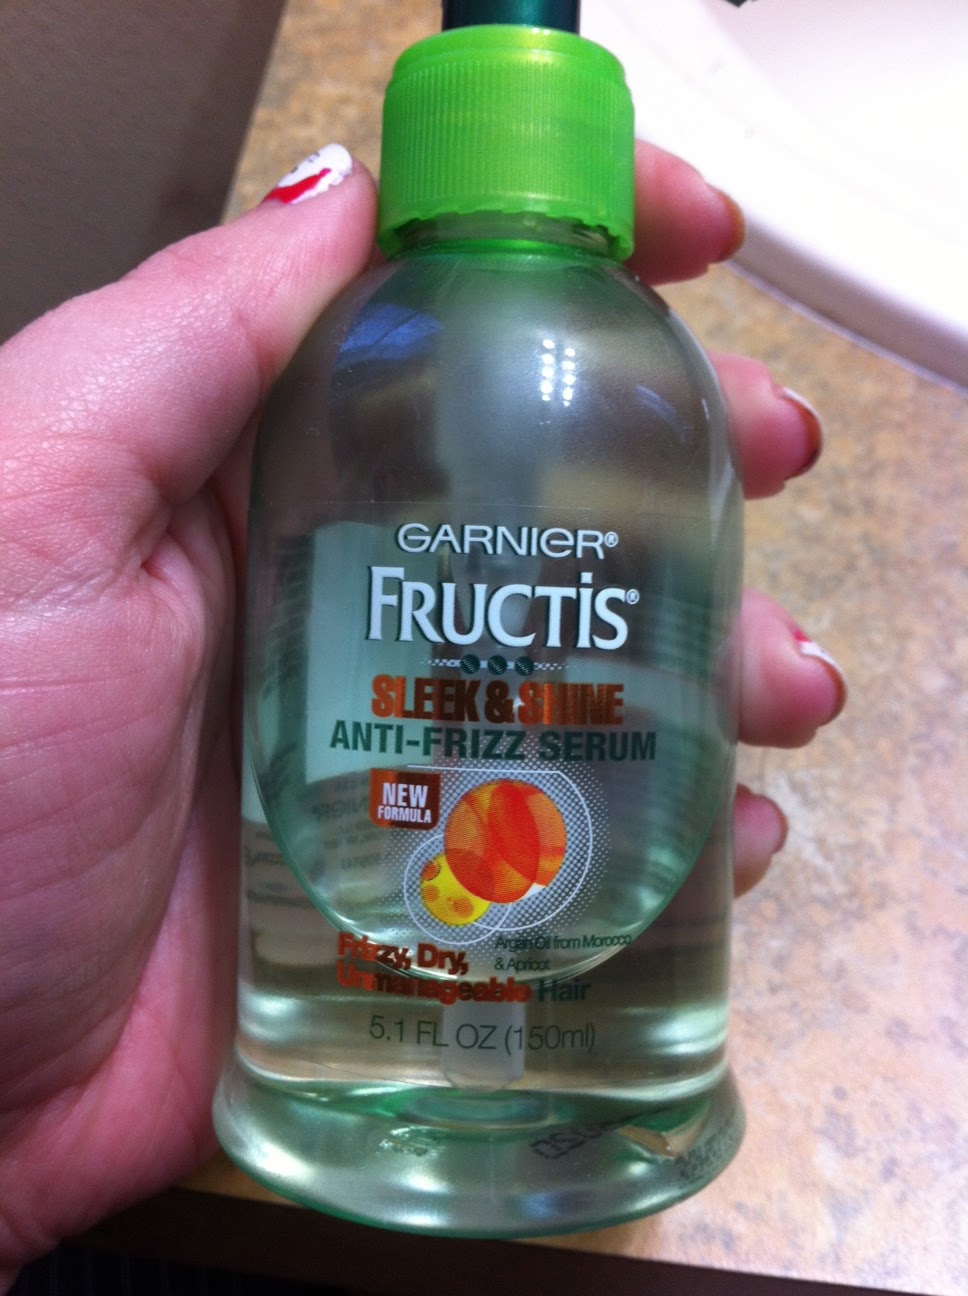 GARNIER®
FRUCTIS®
SLEEK & SHINE
ANTI-FRIZZ SERUM
NEW
FORMULA
Argan Oil from Morocco
& Apricot
Frizzy, Dry,
Unmanageable Hair
5.1 FL OZ (150ml)